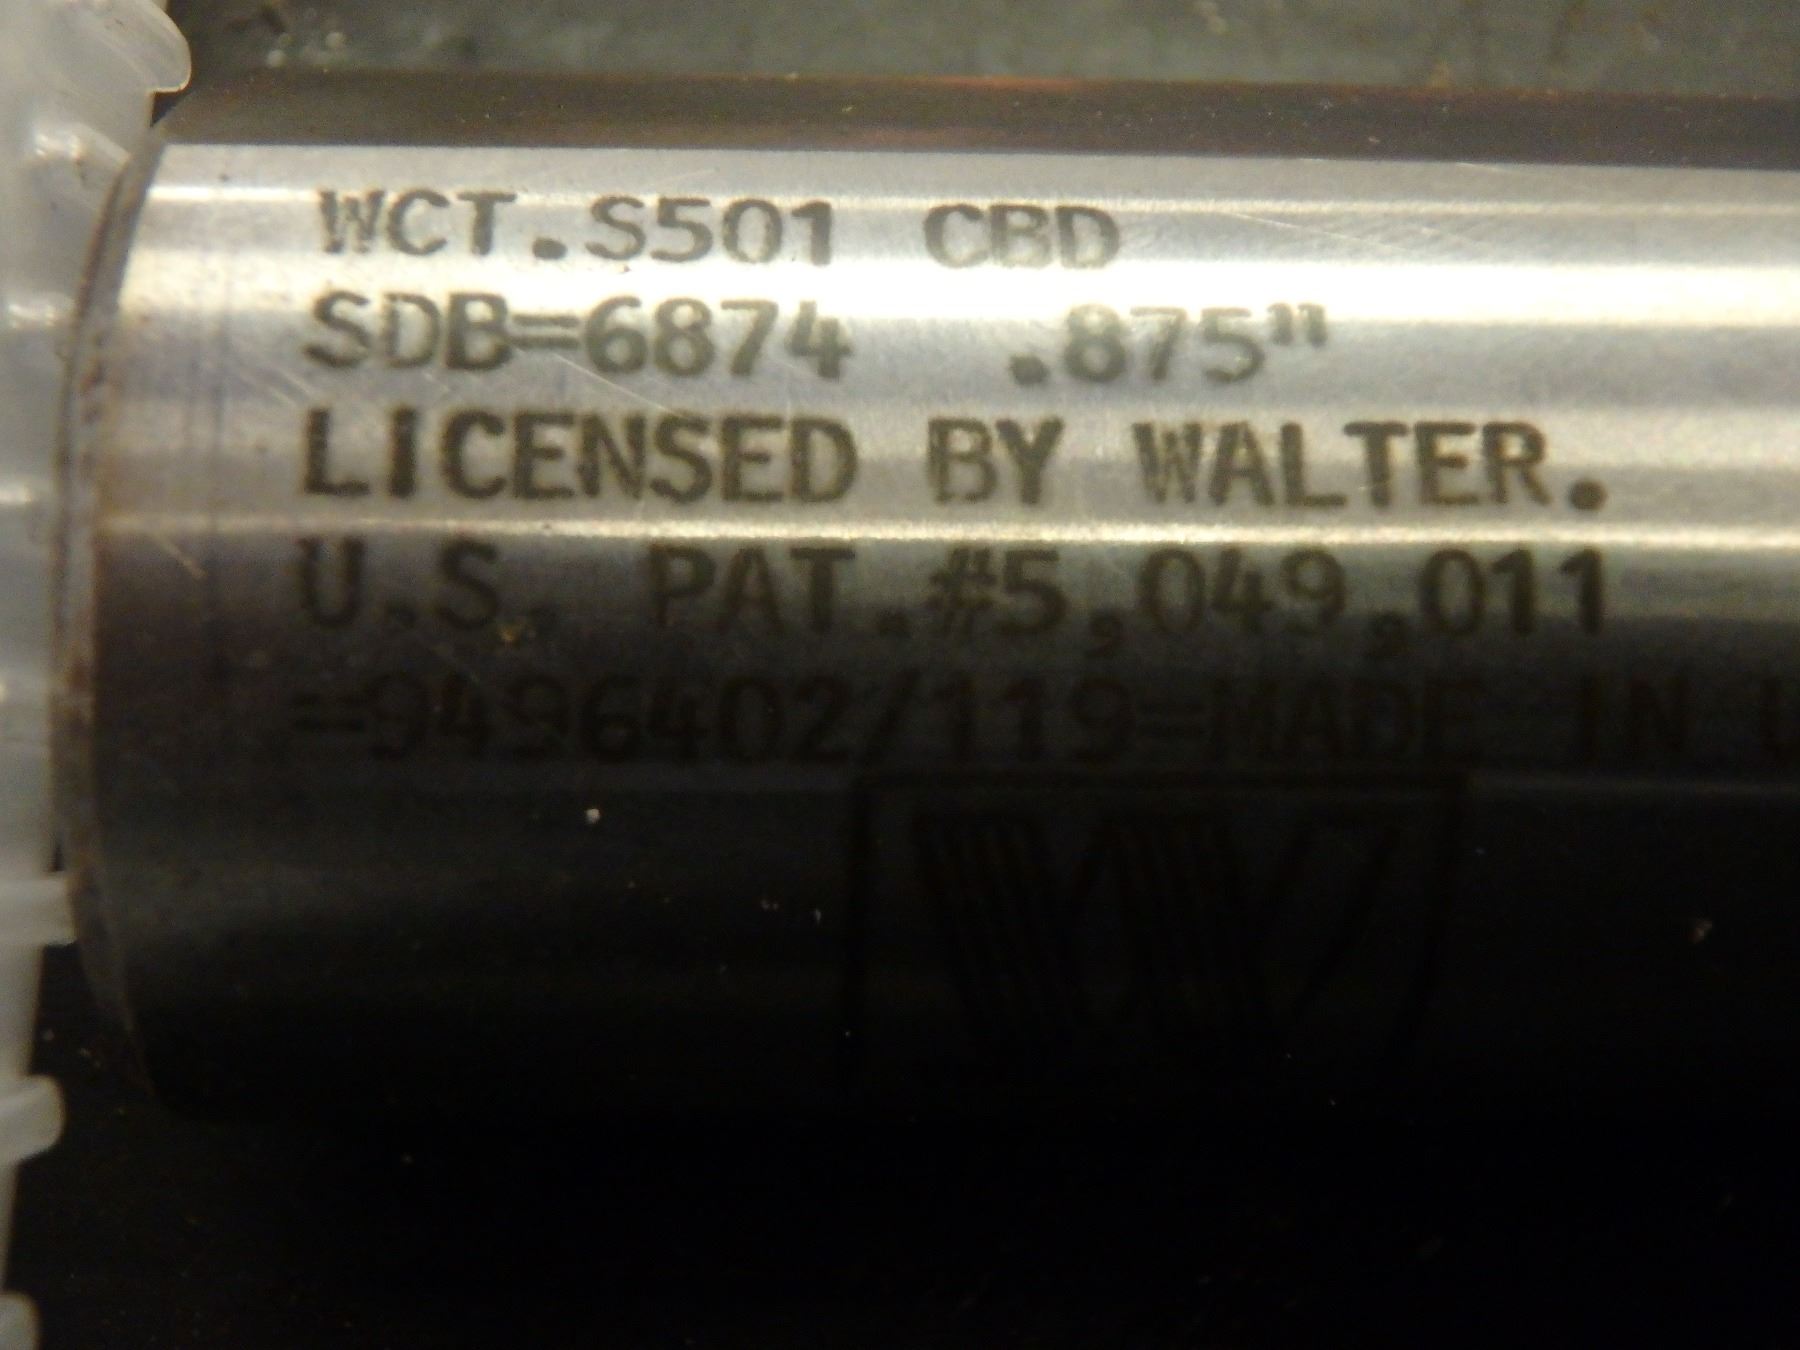 WCT.S501 CBD
SDB=6874 .875"
LICENSED BY WALTER.
U.S. PAT.#5,049,011
=9496402/119=MADE IN U